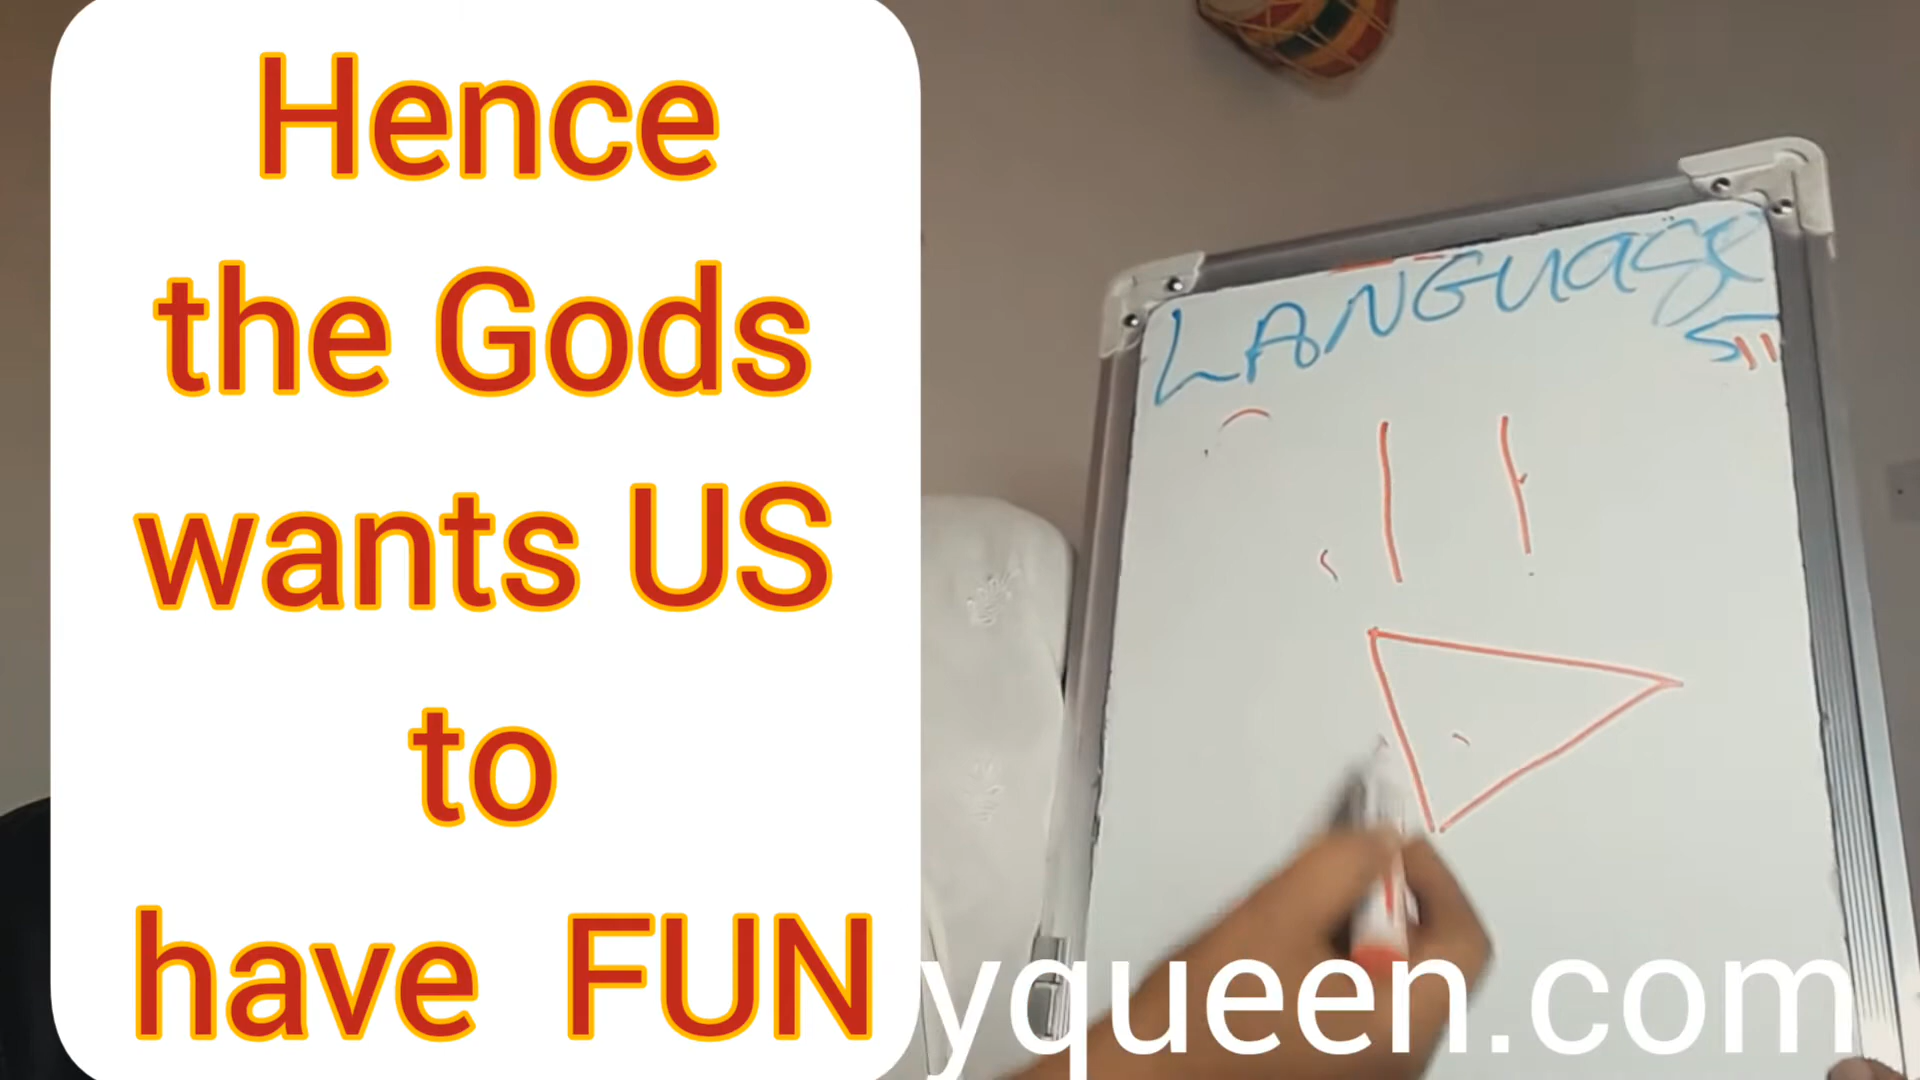 Hence
the Gods
wants US
to
have FUN
LANGUAGE
yqueen.com